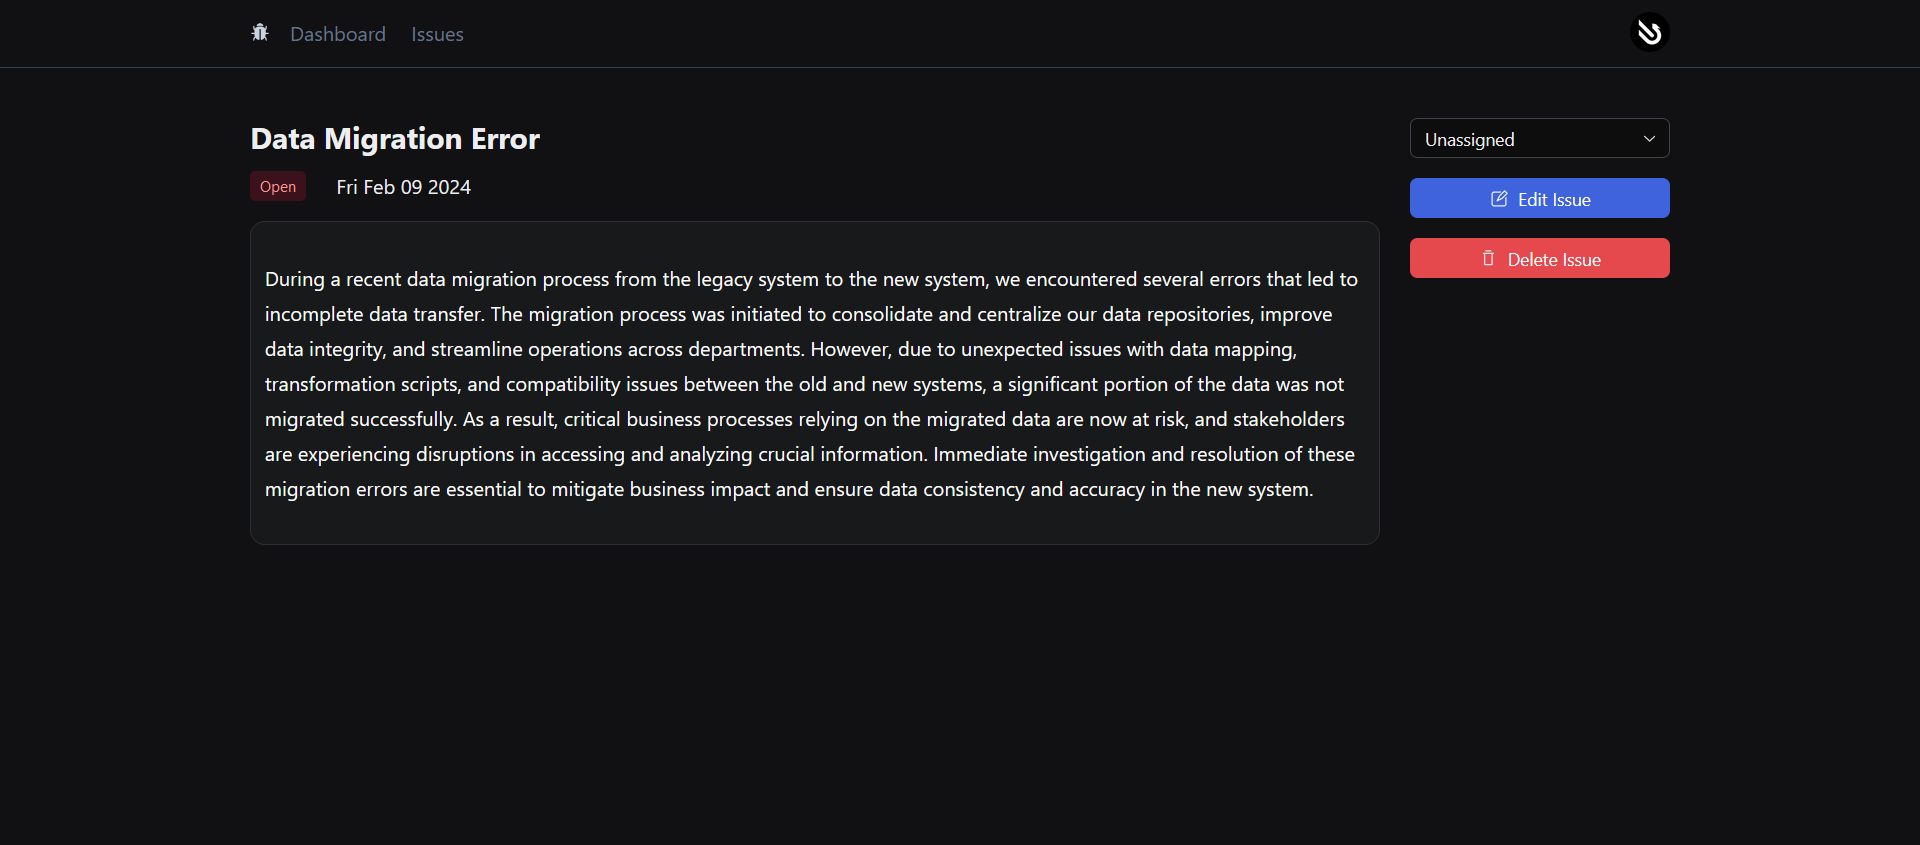 Dashboard Issues
Data Migration Error
Unassigned
Open Fri Feb 09 2024
Edit Issue
Delete Issue
During a recent data migration process from the legacy system to the new system, we encountered several errors that led to
incomplete data transfer. The migration process was initiated to consolidate and centralize our data repositories, improve
data integrity, and streamline operations across departments. However, due to unexpected issues with data mapping,
transformation scripts, and compatibility issues between the old and new systems, a significant portion of the data was not
migrated successfully. As a result, critical business processes relying on the migrated data are now at risk, and stakeholders
are experiencing disruptions in accessing and analyzing crucial information. Immediate investigation and resolution of these
migration errors are essential to mitigate business impact and ensure data consistency and accuracy in the new system.